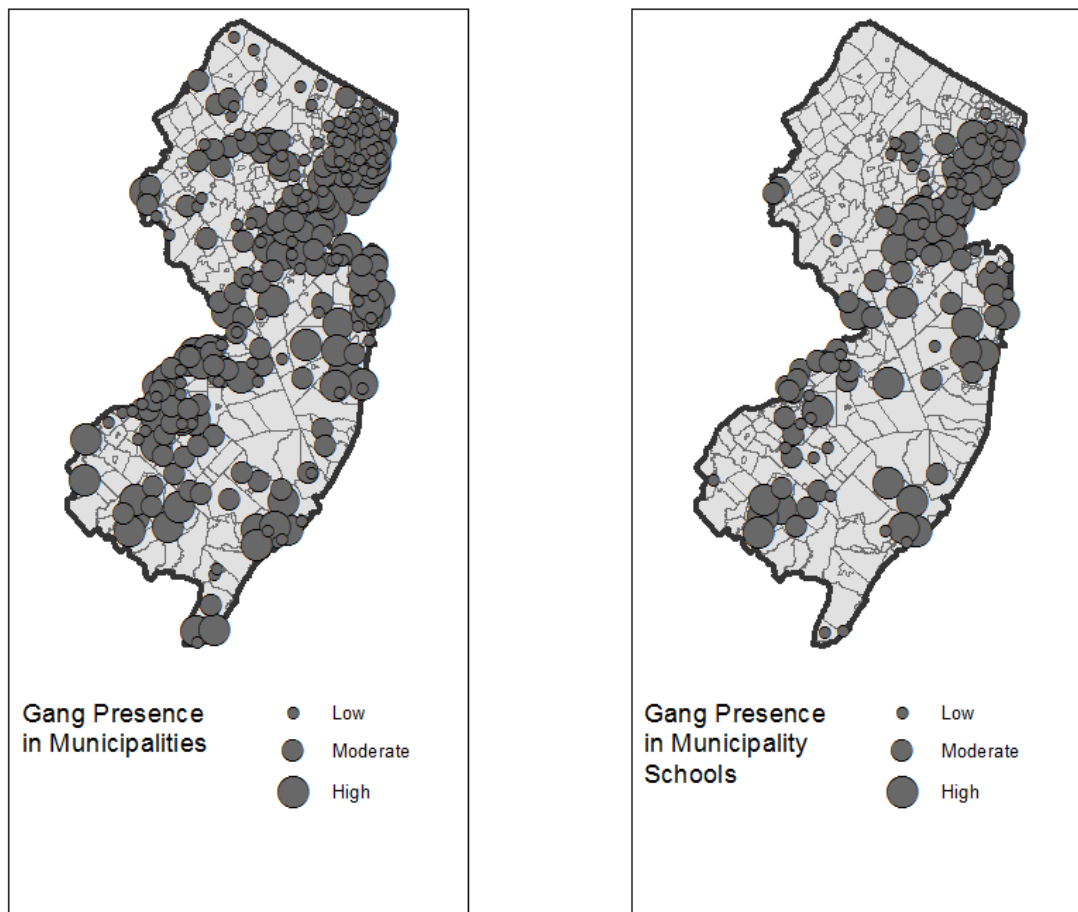 Gang Presence
in Municipalities
Low
Moderate
High
Gang Presence
in Municipality
Schools
Low
Moderate
High